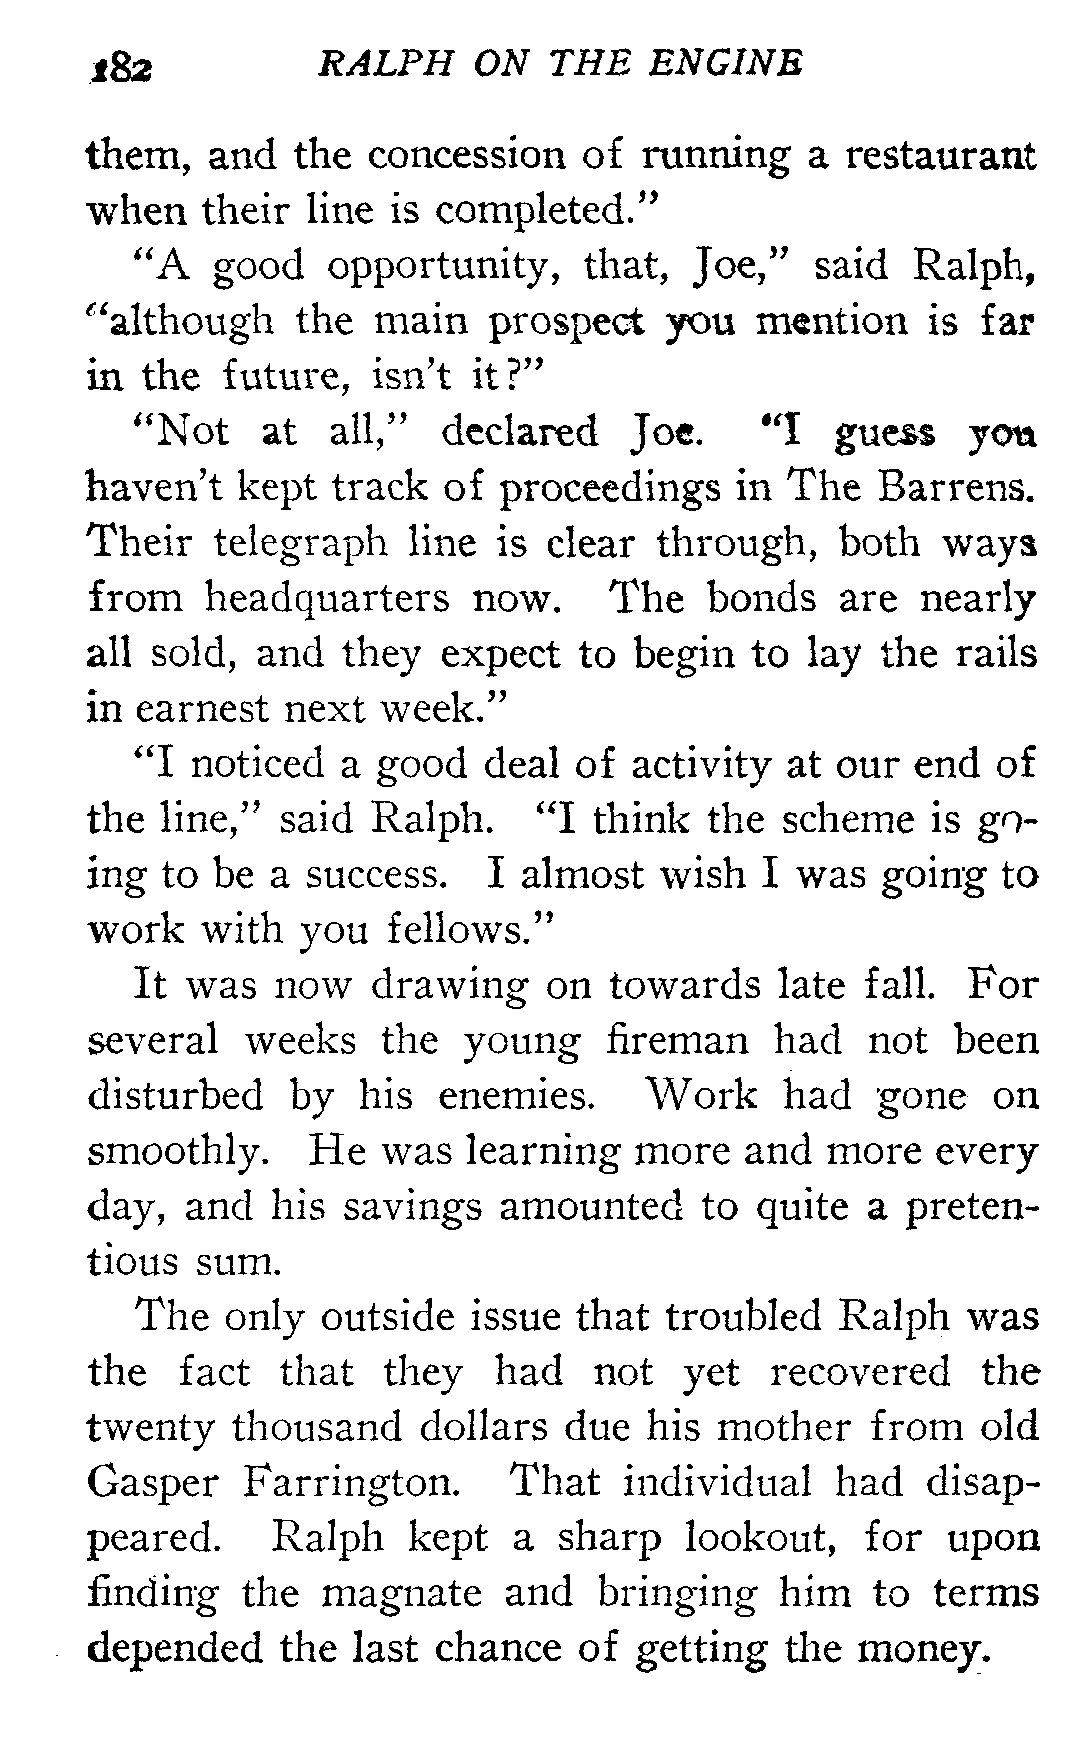 182 RALPH ON THE ENGINE
them, and the concession of running a restaurant
when their line is completed."
"A good opportunity, that, Joe," said Ralph,
"although the main prospect you mention is far
in the future, isn't it?"
"Not at all," declared Joe. "I guess you
haven't kept track of proceedings in The Barrens.
Their telegraph line is clear through, both ways
from headquarters now. The bonds are nearly
all sold, and they expect to begin to lay the rails
in earnest next week."
"I noticed a good deal of activity at our end of
the line," said Ralph. "I think the scheme is go-
ing to be a success. I almost wish I was going to
work with you fellows."
It was now drawing on towards late fall. For
several weeks the young fireman had not been
disturbed by his enemies. Work had gone on
smoothly. He was learning more and more every
day, and his savings amounted to quite a preten-
tious sum.
The only outside issue that troubled Ralph was
the fact that they had not yet recovered the
twenty thousand dollars due his mother from old
Gasper Farrington. That individual had disap-
peared. Ralph kept a sharp lookout, for upon
finding the magnate and bringing him to terms
depended the last chance of getting the money.